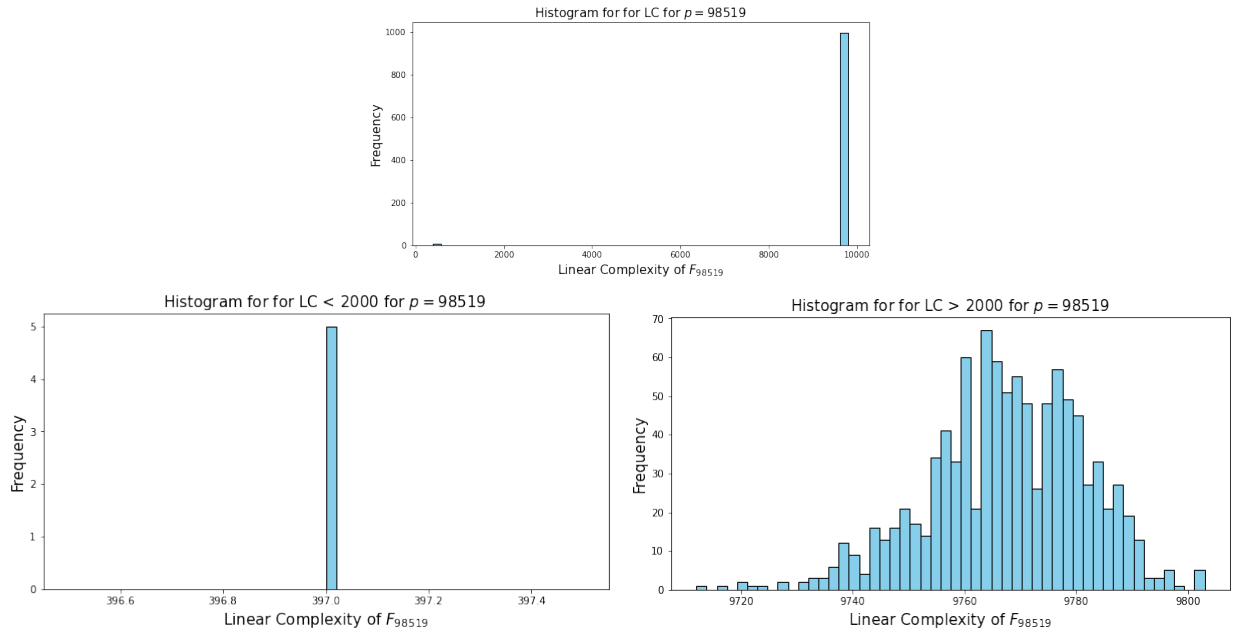 Histogram for for LC for p = 98519
Frequency
1000
800
600
400
200
0
0 2000 4000 6000 8000 10000
Linear Complexity of F98519
Histogram for for LC < 2000 for p = 98519
Frequency
5
4
3
2
1
0
396.6 396.8 397.0 397.2 397.4
Linear Complexity of F98519
Histogram for for LC > 2000 for p = 98519
Frequency
70
60
50
40
30
20
10
0
9720 9740 9760 9780 9800
Linear Complexity of F98519